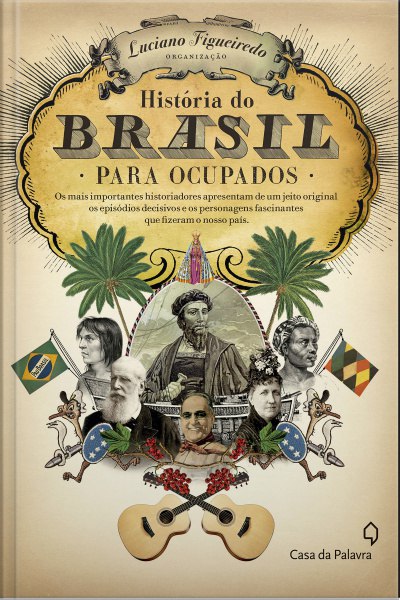 Luciano Figueiredo
ORGANIZAÇÃO
História do
BRASIL
· PARA OCUPADOS ·
Os mais importantes historiadores apresentam de um jeito original
os episódios decisivos e os personagens fascinantes
que fizeram o nosso país.
Casa da Palavra